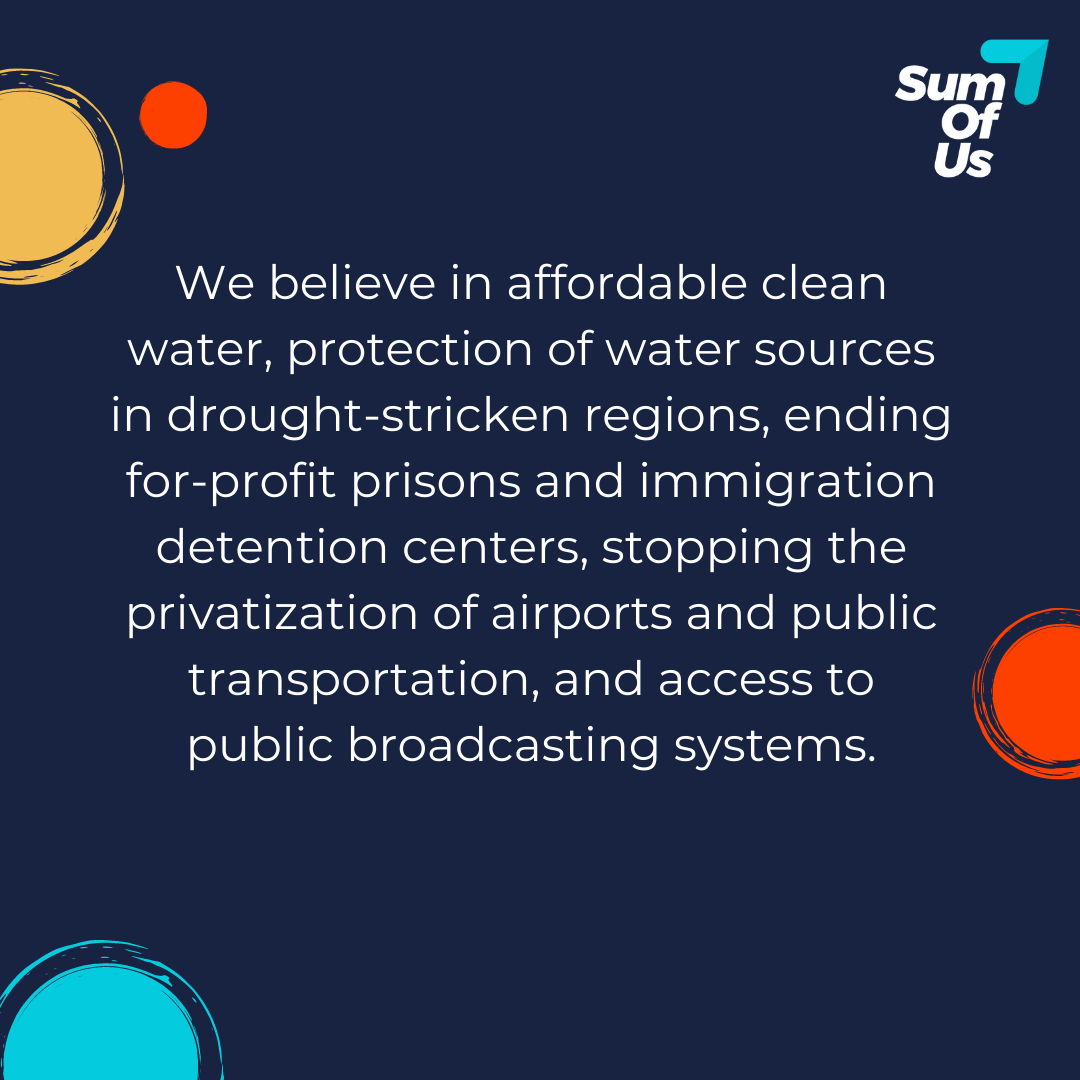 Sum
Of
Us
We believe in affordable clean
water, protection of water sources
in drought-stricken regions, ending
for-profit prisons and immigration
detention centers, stopping the
privatization of airports and public
transportation, and access to
public broadcasting systems.